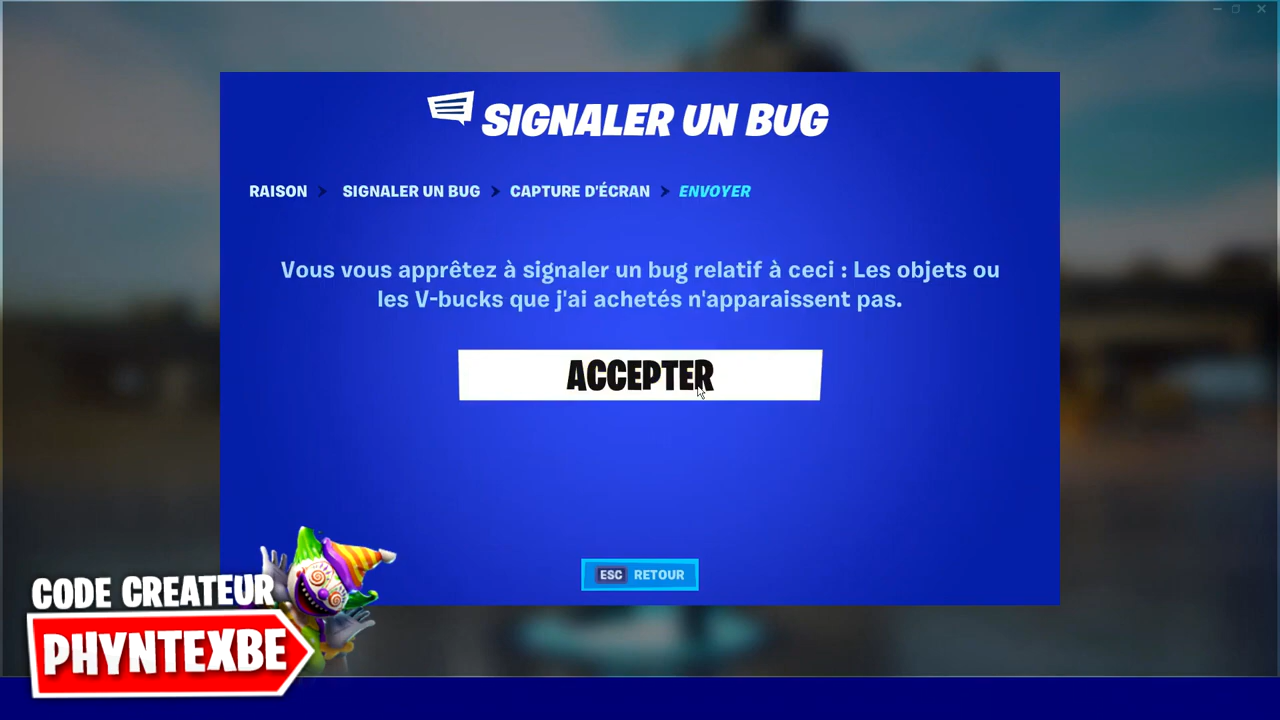 SIGNALER UN BUG
RAISON > SIGNALER UN BUG > CAPTURE D'ÉCRAN > ENVOYER
Vous vous apprêtez à signaler un bug relatif à ceci : Les objets ou
les V-bucks que j'ai achetés n'apparaissent pas.
ACCEPTER
ESC RETOUR
CODE CREATEUR
PHYNTEXBE